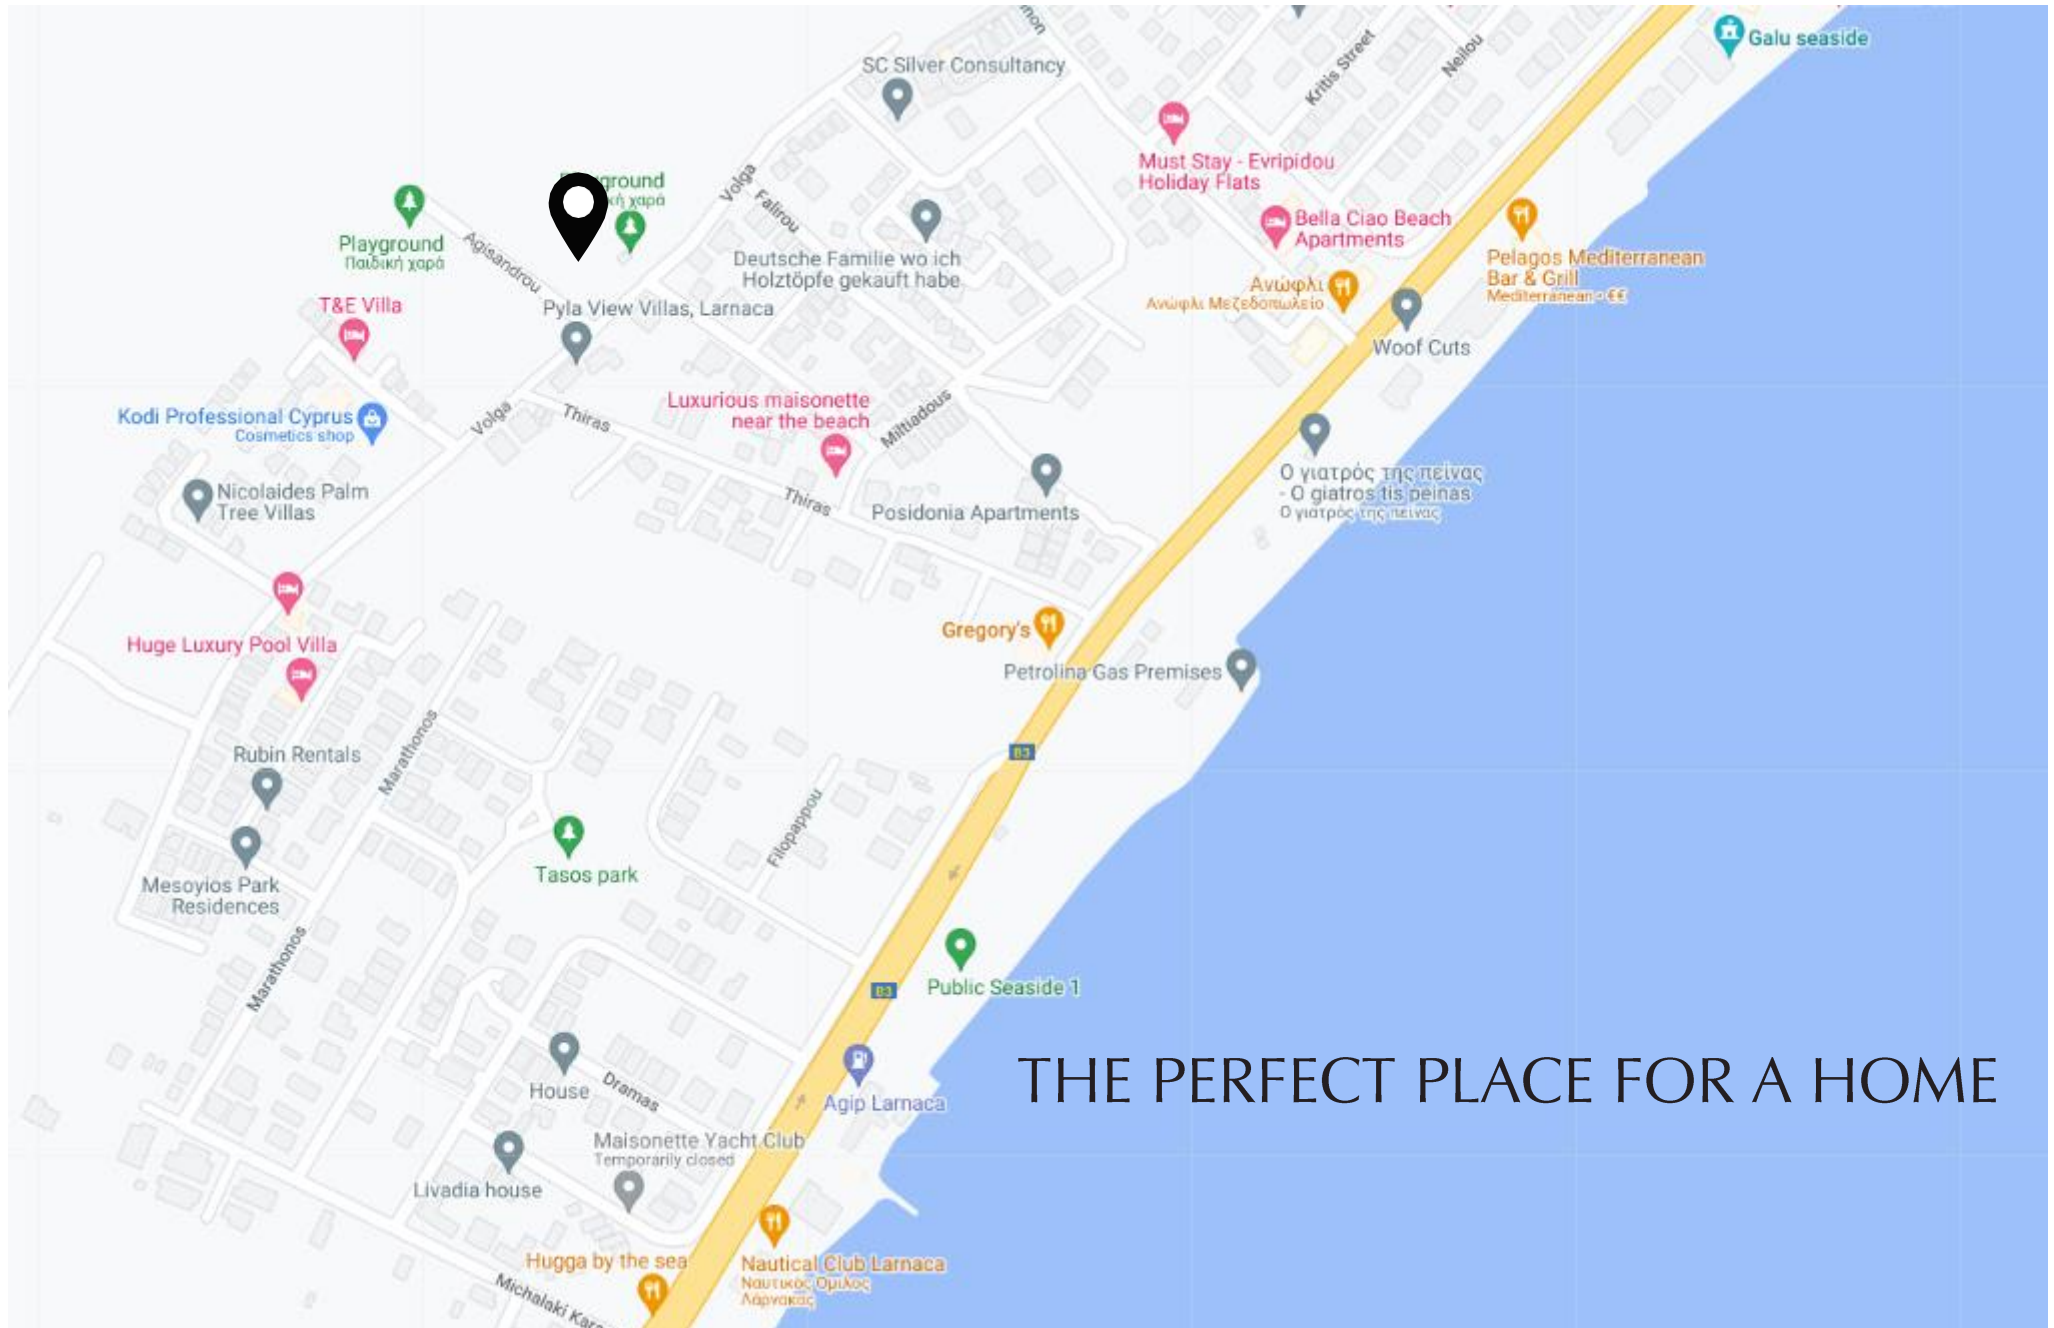 Galu seaside
SC Silver Consultancy
Kritis Street
Neilou
Must Stay - Evripidou
Holiday Flats
Volga
Falirou
Playground
Παιδική χαρά
Agisandrou
Bella Ciao Beach
Apartments
Pelagos Mediterranean
Bar & Grill
Mediterranean - €€
Deutsche Familie wo ich
Holztöpfe gekauft habe
Ανώφλι
Ανώφλι Μεζεδοπωλείο
T&E Villa
Pyla View Villas, Larnaca
Woof Cuts
Kodi Professional Cyprus
Cosmetics shop
Volga
Thiras
Luxurious maisonette
near the beach
Miltiadous
Ο γιατρός της πείνας
- O giatros tis peinas
Ο γιατρός της πείνας
Nicolaides Palm
Tree Villas
Thiras
Posidonia Apartments
Gregory's
Huge Luxury Pool Villa
Petrolina Gas Premises
Marathonos
B3
Rubin Rentals
Filopappou
Tasos park
Mesoyios Park
Residences
Marathonos
B3
Public Seaside 1
House
Dramas
Agip Larnaca
THE PERFECT PLACE FOR A HOME
Maisonette Yacht Club
Temporarily closed
Livadia house
Hugga by the sea
Nautical Club Larnaca
Ναυτικός Όμιλος
Λάρνακας
Michalaki